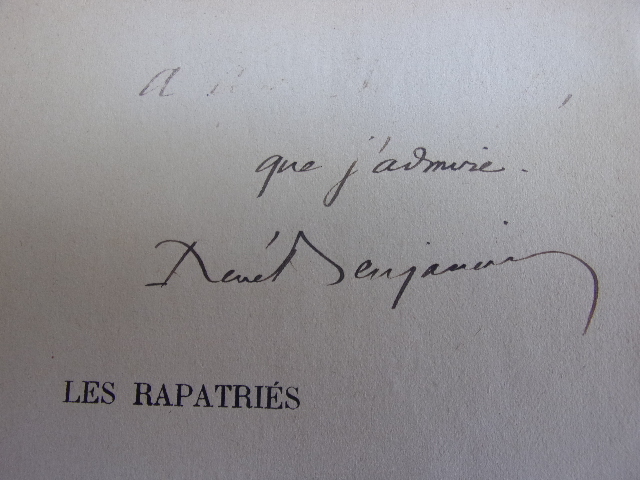 A
que j'admire.
René Benjamin
LES RAPATRIÉS